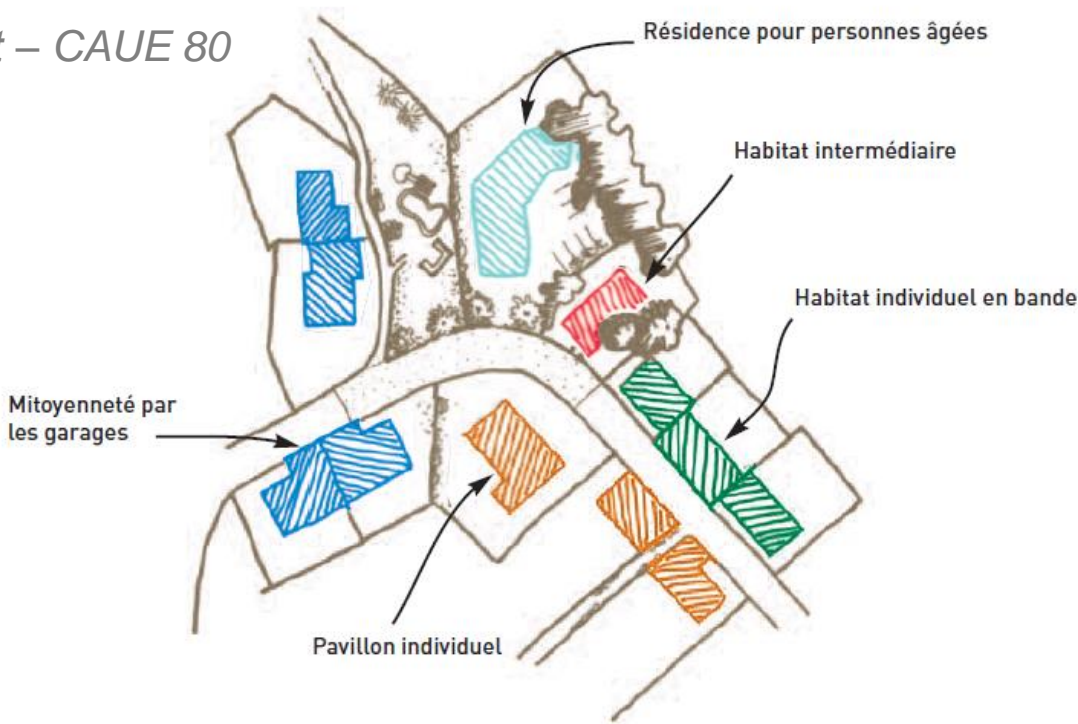 t – CAUE 80
Résidence pour personnes âgées
Habitat intermédiaire
Habitat individuel en bande
Mitoyenneté par
les garages
Pavillon individuel